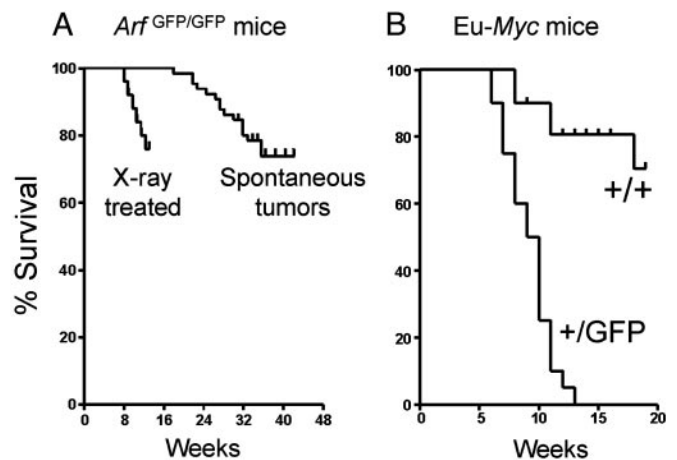 A Arf GFP/GFP mice
100
80
60
40
20
0
% Survival
X-ray
treated
Spontaneous
tumors
0 8 16 24 32 40 48
Weeks
B Eu-Myc mice
100
80
60
40
20
0
+/+
+/GFP
0 5 10 15 20
Weeks